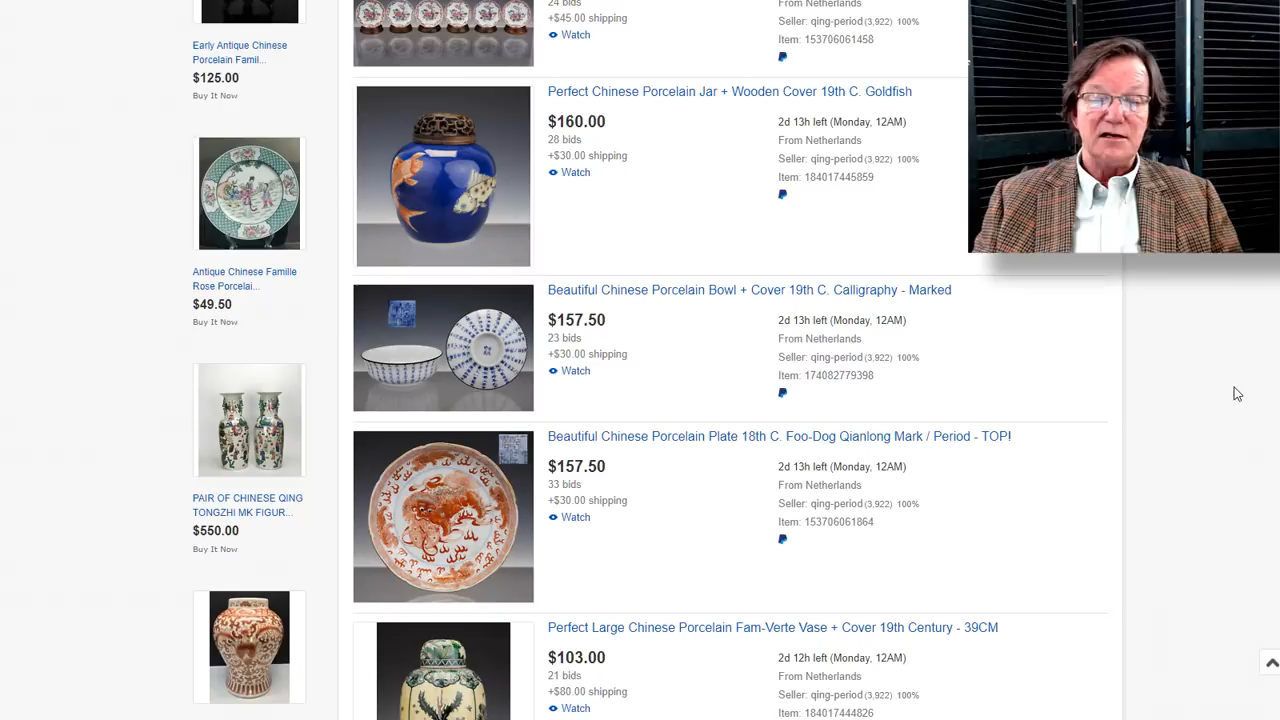 Early Antique Chinese
Porcelain Famil...
$125.00
Buy It Now
Antique Chinese Famille
Rose Porcelai...
$49.50
Buy It Now
PAIR OF CHINESE QING
TONGZHI MK FIGUR...
$550.00
Buy It Now
24 bids
+$45.00 shipping
Watch
From Netherlands
Seller: qing-period (3,922) 100%
Item: 153706061458
Perfect Chinese Porcelain Jar + Wooden Cover 19th C. Goldfish
$160.00
28 bids
+$30.00 shipping
Watch
2d 13h left (Monday, 12AM)
From Netherlands
Seller: qing-period (3,922) 100%
Item: 184017445859
Beautiful Chinese Porcelain Bowl + Cover 19th C. Calligraphy - Marked
$157.50
23 bids
+$30.00 shipping
Watch
2d 13h left (Monday, 12AM)
From Netherlands
Seller: qing-period (3,922) 100%
Item: 174082779398
Beautiful Chinese Porcelain Plate 18th C. Foo-Dog Qianlong Mark / Period - TOP!
$157.50
33 bids
+$30.00 shipping
Watch
2d 13h left (Monday, 12AM)
From Netherlands
Seller: qing-period (3,922) 100%
Item: 153706061864
Perfect Large Chinese Porcelain Fam-Verte Vase + Cover 19th Century - 39CM
$103.00
21 bids
+$80.00 shipping
Watch
2d 12h left (Monday, 12AM)
From Netherlands
Seller: qing-period (3,922) 100%
Item: 184017444826